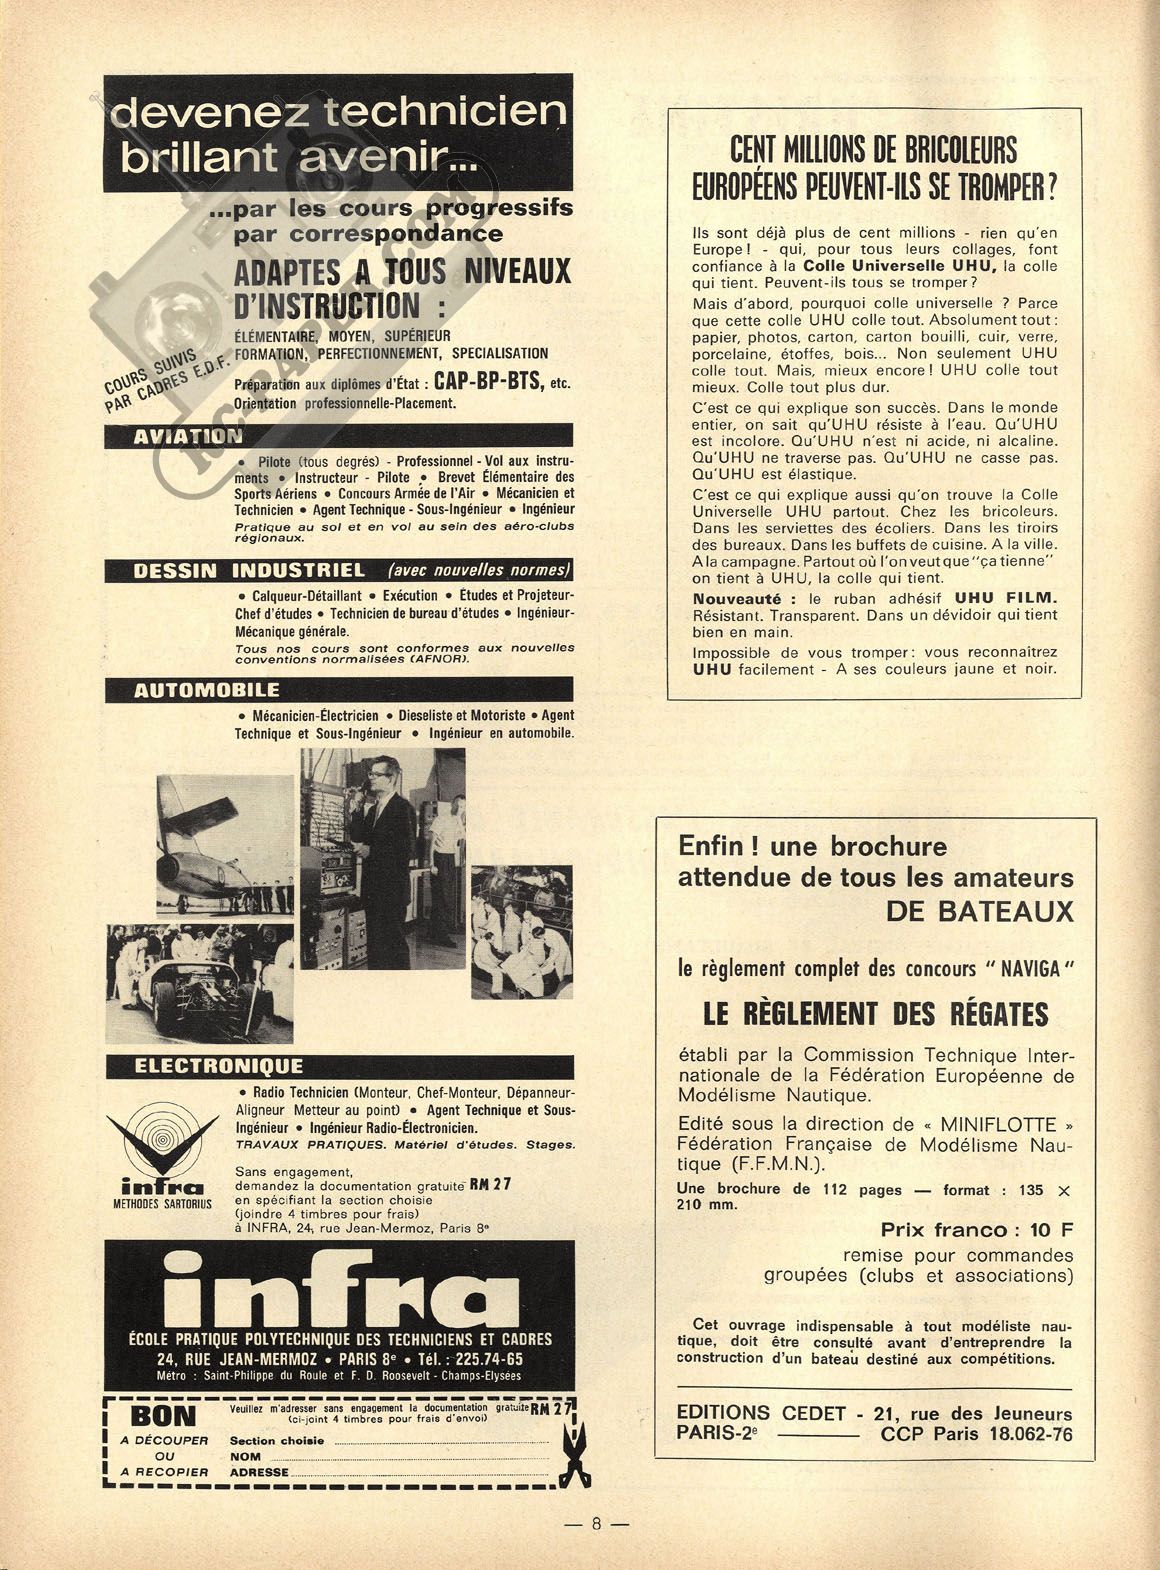 devenez technicien
brillant avenir...
...par les cours progressifs
par correspondance
ADAPTES A TOUS NIVEAUX
D'INSTRUCTION :
ÉLÉMENTAIRE, MOYEN, SUPÉRIEUR
FORMATION, PERFECTIONNEMENT, SPECIALISATION
Préparation aux diplômes d'État : CAP-BP-BTS, etc.
Orientation professionnelle-Placement.
COURS SUIVIS
PAR CADRES E.D.F.
RC-PAPER.COM
AVIATION
• Pilote (tous degrés) - Professionnel - Vol aux instru-
ments • Instructeur - Pilote • Brevet Élémentaire des
Sports Aériens • Concours Armée de l'Air • Mécanicien et
Technicien • Agent Technique - Sous-Ingénieur • Ingénieur
Pratique au sol et en vol au sein des aéro-clubs
régionaux.
DESSIN INDUSTRIEL (avec nouvelles normes)
• Calqueur-Détaillant • Exécution • Études et Projeteur-
Chef d'études • Technicien de bureau d'études • Ingénieur-
Mécanique générale.
Tous nos cours sont conformes aux nouvelles
conventions normalisées (AFNOR).
AUTOMOBILE
• Mécanicien-Électricien • Dieseliste et Motoriste • Agent
Technique et Sous-Ingénieur • Ingénieur en automobile.
ELECTRONIQUE
• Radio Technicien (Monteur, Chef-Monteur, Dépanneur-
Aligneur Metteur au point) • Agent Technique et Sous-
Ingénieur • Ingénieur Radio-Électronicien.
TRAVAUX PRATIQUES. Matériel d'études. Stages.
infra
METHODES SARTORIUS
Sans engagement,
demandez la documentation gratuite RM 27
en spécifiant la section choisie
(joindre 4 timbres pour frais)
à INFRA, 24, rue Jean-Mermoz, Paris 8e
infra
ÉCOLE PRATIQUE POLYTECHNIQUE DES TECHNICIENS ET CADRES
24, RUE JEAN-MERMOZ • PARIS 8e • Tél. : 225.74-65
Métro : Saint-Philippe du Roule et F. D. Roosevelt - Champs-Elysées
BON
A DÉCOUPER
OU
A RECOPIER
Veuillez m'adresser sans engagement la documentation gratuite RM 27
(ci-joint 4 timbres pour frais d'envoi)
Section choisie
NOM
ADRESSE
CENT MILLIONS DE BRICOLEURS
EUROPÉENS PEUVENT-ILS SE TROMPER ?
Ils sont déjà plus de cent millions - rien qu'en
Europe ! - qui, pour tous leurs collages, font
confiance à la Colle Universelle UHU, la colle
qui tient. Peuvent-ils tous se tromper ?
Mais d'abord, pourquoi colle universelle ? Parce
que cette colle UHU colle tout. Absolument tout :
papier, photos, carton, carton bouilli, cuir, verre,
porcelaine, étoffes, bois... Non seulement UHU
colle tout. Mais, mieux encore ! UHU colle tout
mieux. Colle tout plus dur.
C'est ce qui explique son succès. Dans le monde
entier, on sait qu'UHU résiste à l'eau. Qu'UHU
est incolore. Qu'UHU n'est ni acide, ni alcaline.
Qu'UHU ne traverse pas. Qu'UHU ne casse pas.
Qu'UHU est élastique.
C'est ce qui explique aussi qu'on trouve la Colle
Universelle UHU partout. Chez les bricoleurs.
Dans les serviettes des écoliers. Dans les tiroirs
des bureaux. Dans les buffets de cuisine. A la ville.
A la campagne. Partout où l'on veut que "ça tienne"
on tient à UHU, la colle qui tient.
Nouveauté : le ruban adhésif UHU FILM.
Résistant. Transparent. Dans un dévidoir qui tient
bien en main.
Impossible de vous tromper : vous reconnaîtrez
UHU facilement - A ses couleurs jaune et noir.
Enfin ! une brochure
attendue de tous les amateurs
DE BATEAUX
le règlement complet des concours " NAVIGA "
LE RÈGLEMENT DES RÉGATES
établi par la Commission Technique Inter-
nationale de la Fédération Européenne de
Modélisme Nautique.
Edité sous la direction de « MINIFLOTTE »
Fédération Française de Modélisme Nau-
tique (F.F.M.N.).
Une brochure de 112 pages — format : 135 ×
210 mm.
Prix franco : 10 F
remise pour commandes
groupées (clubs et associations)
Cet ouvrage indispensable à tout modéliste nau-
tique, doit être consulté avant d'entreprendre la
construction d'un bateau destiné aux compétitions.
EDITIONS CEDET - 21, rue des Jeuneurs
PARIS-2e ——— CCP Paris 18.062-76
— 8 —